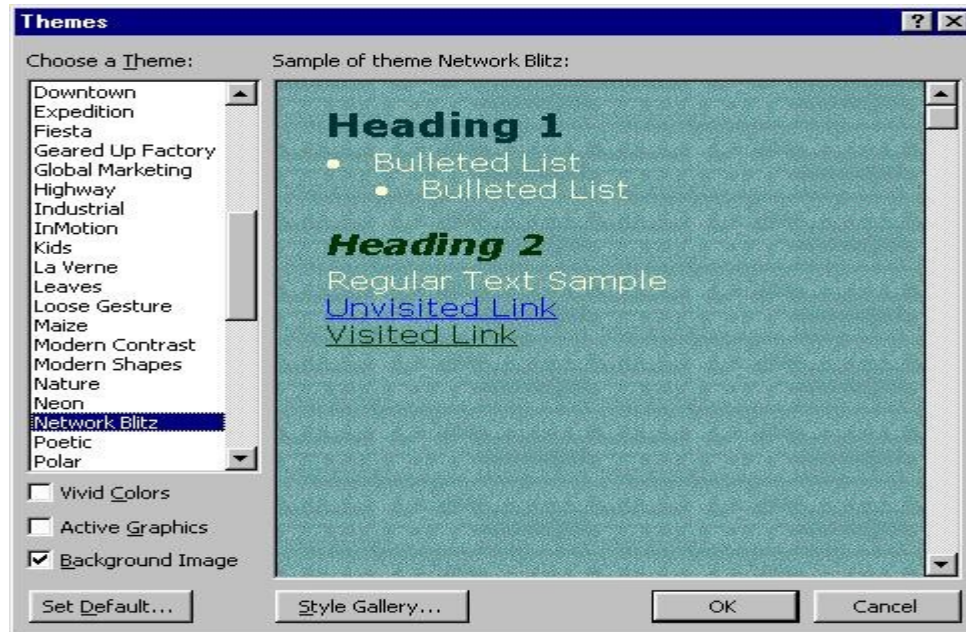 Themes
Choose a Theme:
Downtown
Expedition
Fiesta
Geared Up Factory
Global Marketing
Highway
Industrial
InMotion
Kids
La Verne
Leaves
Loose Gesture
Maize
Modern Contrast
Modern Shapes
Nature
Neon
Network Blitz
Poetic
Polar
Vivid Colors
Active Graphics
Background Image
Set Default...
Sample of theme Network Blitz:
Heading 1
• Bulleted List
• Bulleted List
Heading 2
Regular Text Sample
Unvisited Link
Visited Link
Style Gallery...
OK
Cancel